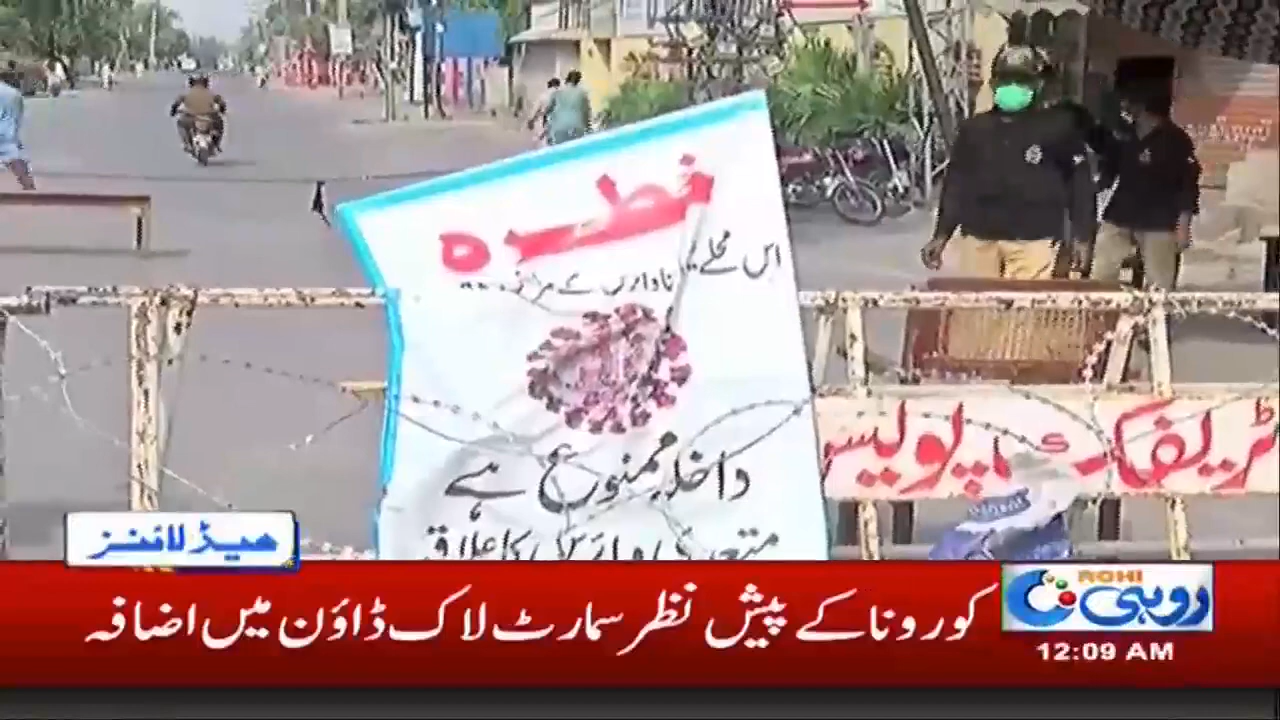 خطرہ
اس محلے
کے
داخلہ ممنوع ہے
ٹریفک پولیس
ہیڈ لائنز
کورونا کے پیش نظر سمارٹ لاک ڈاؤن میں اضافہ
ROHI
روہی
12:09 AM